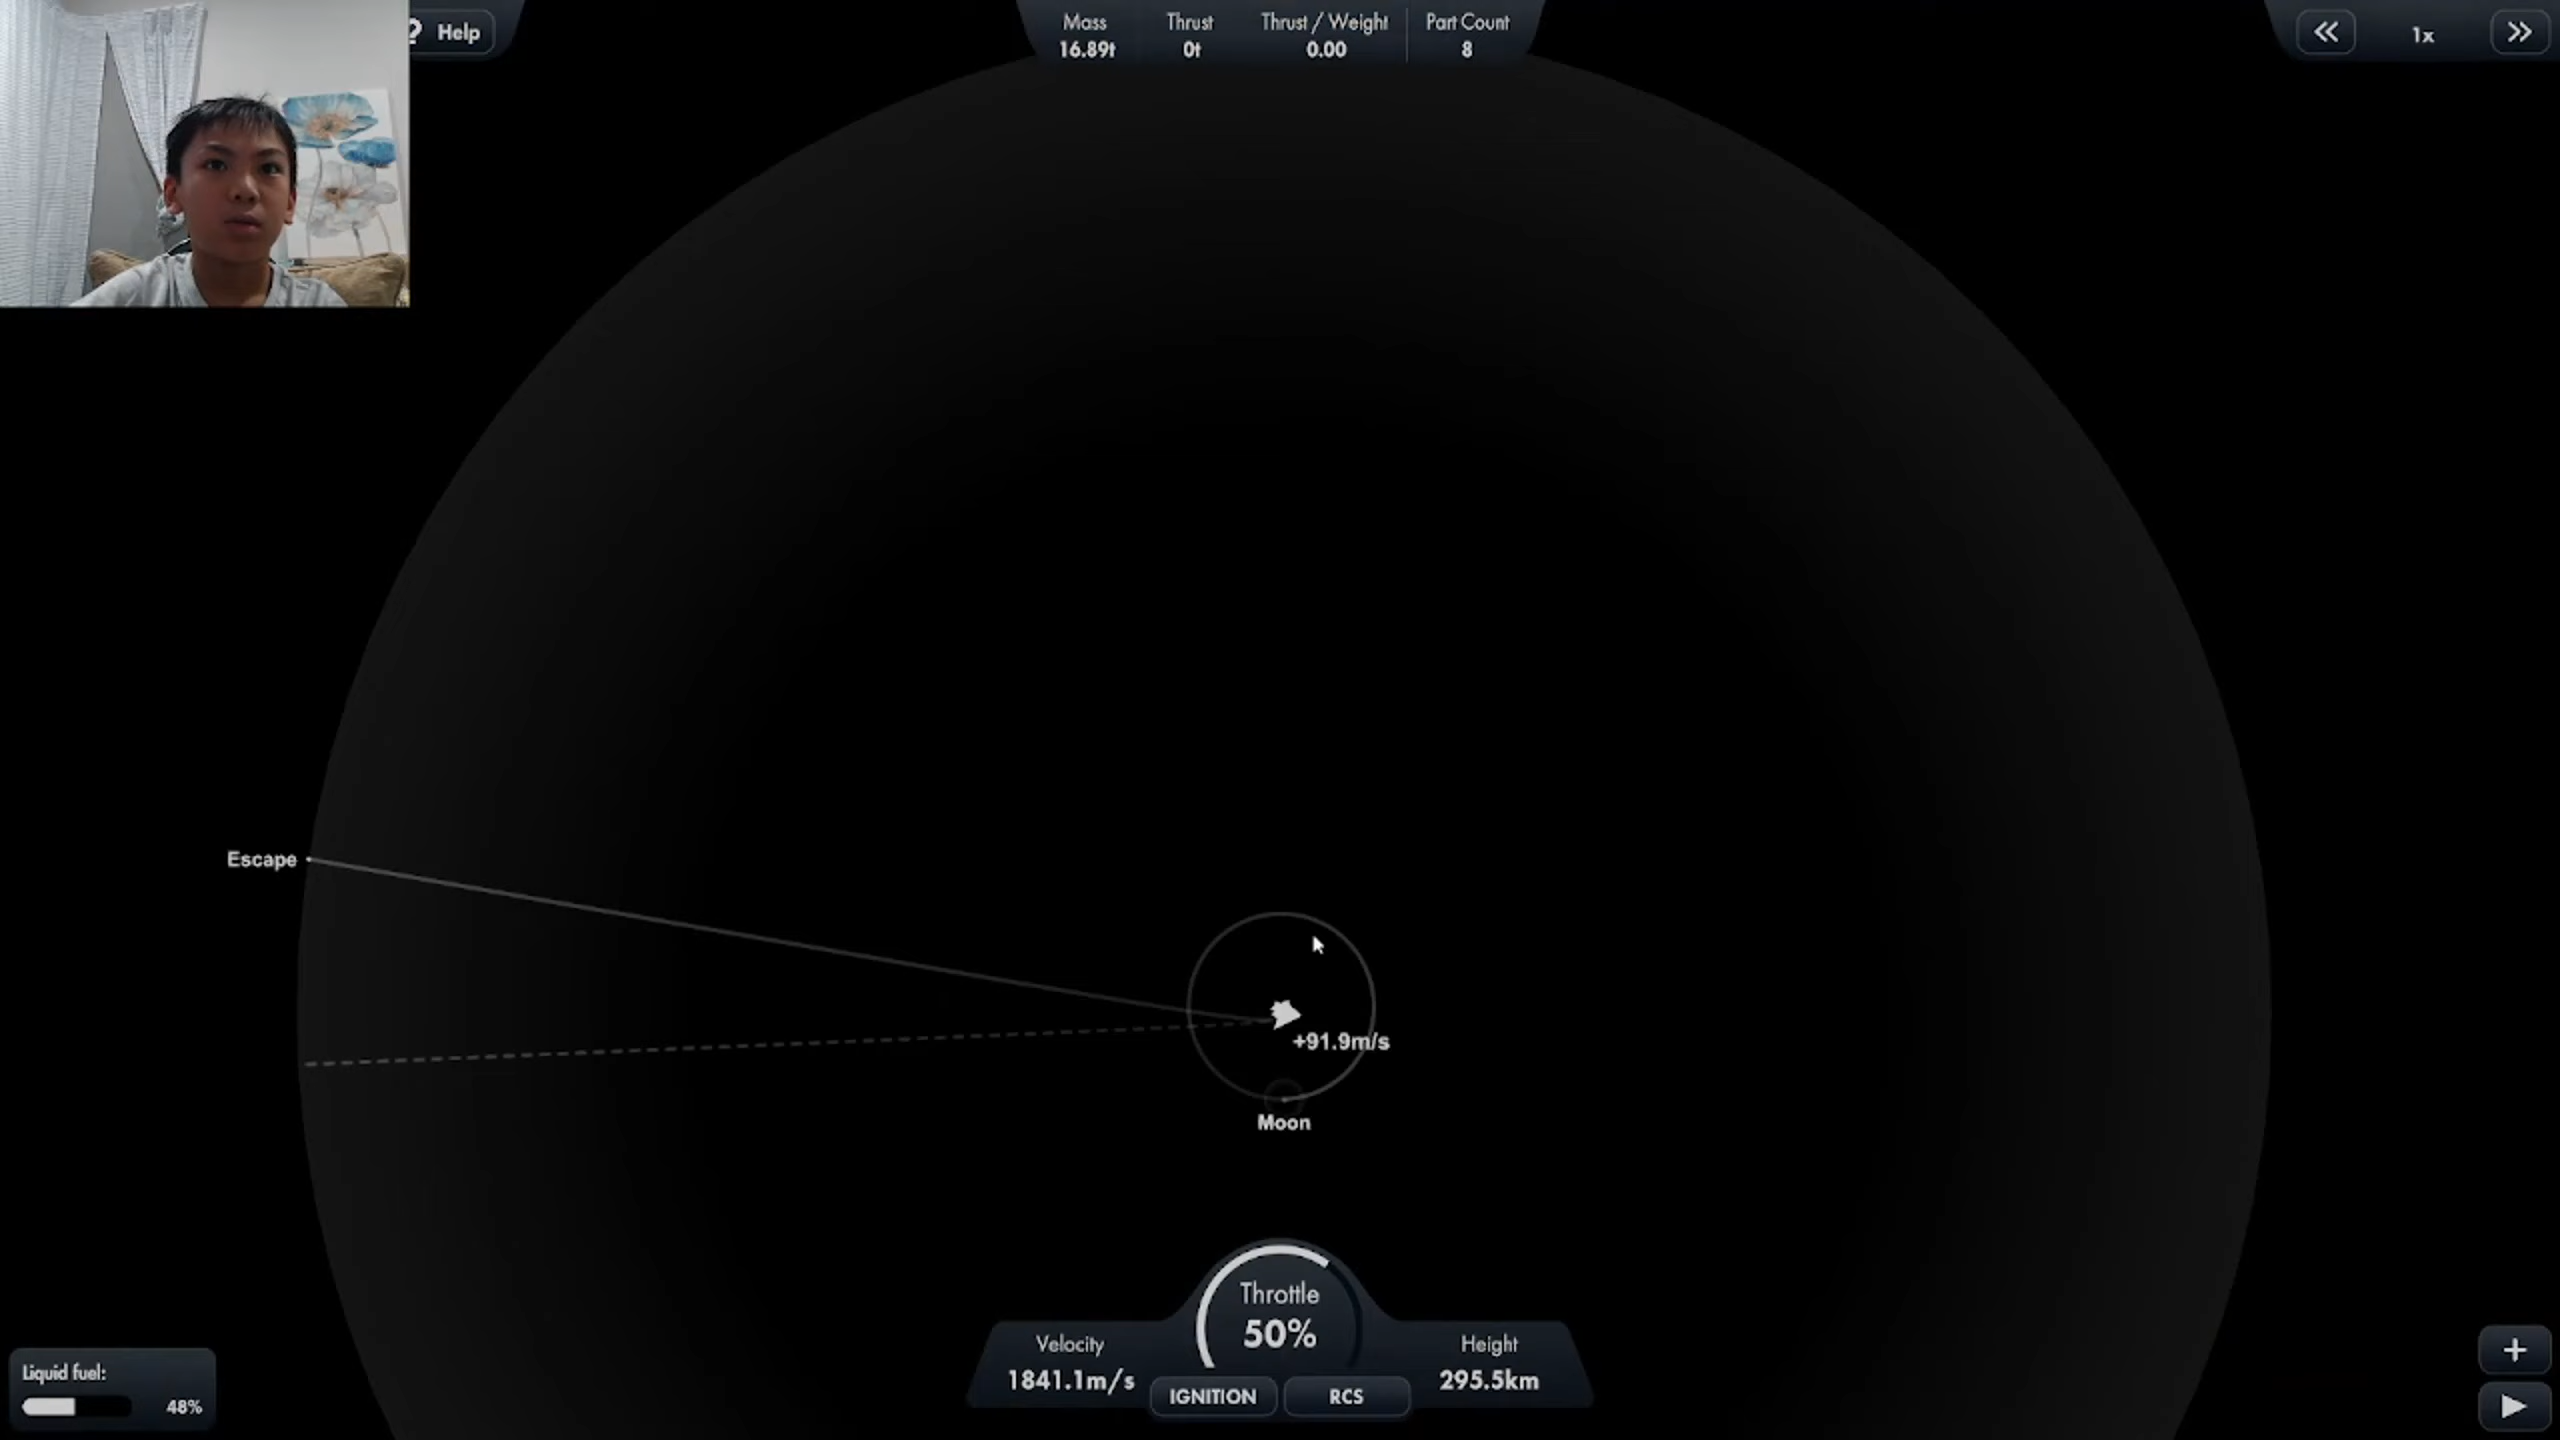 Help
Mass
16.89t
Thrust
0t
Thrust / Weight
0.00
Part Count
8
1x
Escape
+91.9m/s
Moon
Throttle
50%
Velocity
1841.1m/s
Height
295.5km
IGNITION
RCS
Liquid fuel:
48%